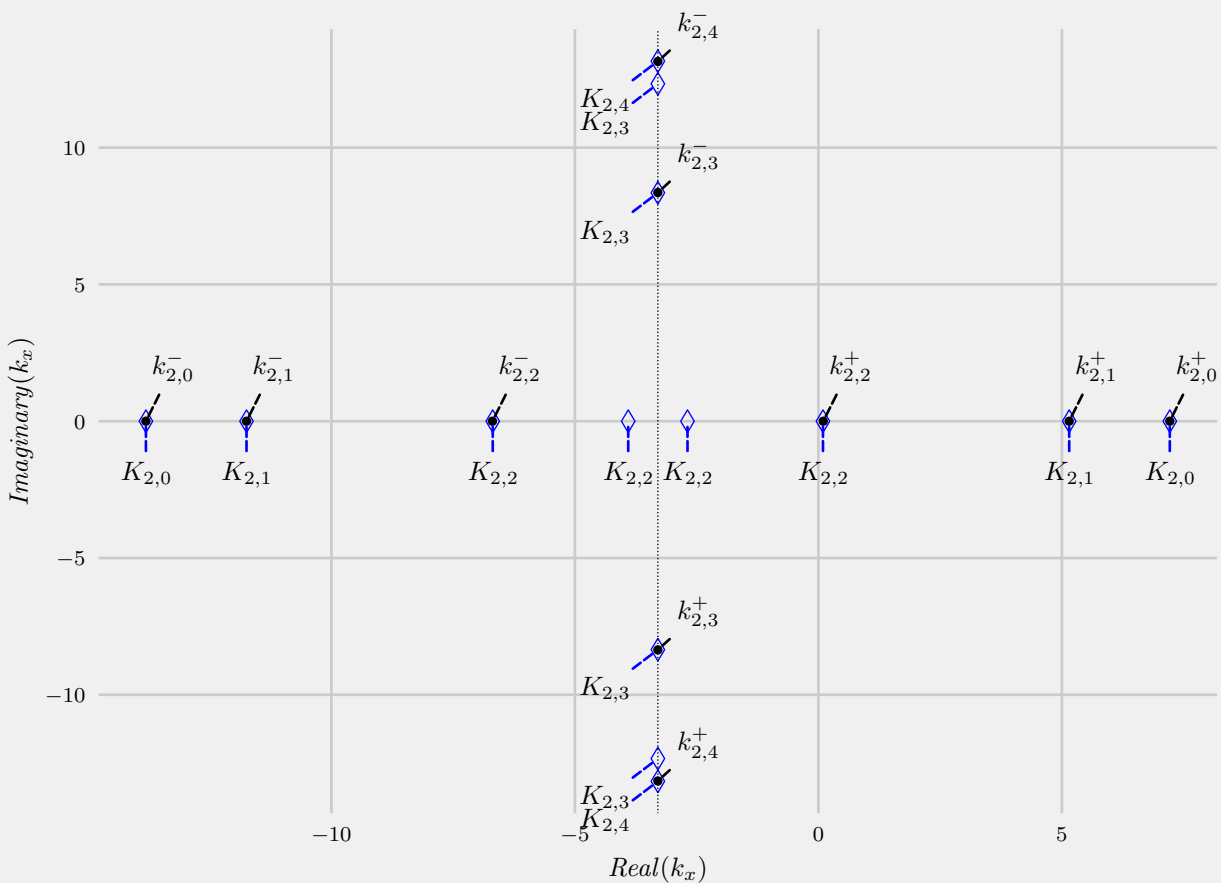 k⁻₂,₄
K₂,₄
K₂,₃
10
k⁻₂,₃
K₂,₃
5
k⁻₂,₀ k⁻₂,₁ k⁻₂,₂ k⁺₂,₂ k⁺₂,₁ k⁺₂,₀
0
K₂,₀ K₂,₁ K₂,₂ K₂,₂ K₂,₂ K₂,₂ K₂,₁ K₂,₀
Imaginary(kₓ)
−5
k⁺₂,₃
K₂,₃
−10
k⁺₂,₄
K₂,₃
K₂,₄
−10 −5 0 5
Real(kₓ)